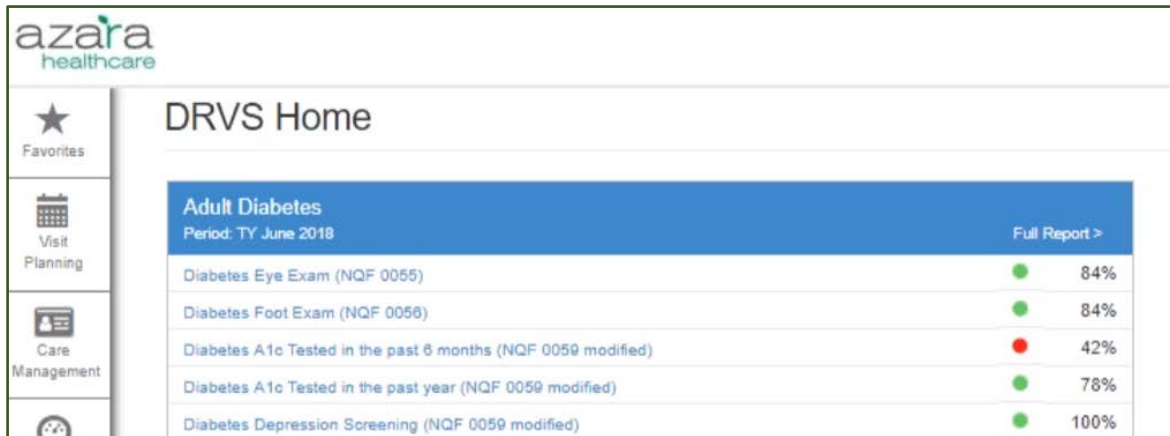 azara
healthcare
Favorites
Visit
Planning
Care
Management
DRVS Home
Adult Diabetes
Period: TY June 2018
Full Report >
Diabetes Eye Exam (NQF 0055)
84%
Diabetes Foot Exam (NQF 0056)
84%
Diabetes A1c Tested in the past 6 months (NQF 0059 modified)
42%
Diabetes A1c Tested in the past year (NQF 0059 modified)
78%
Diabetes Depression Screening (NQF 0059 modified)
100%